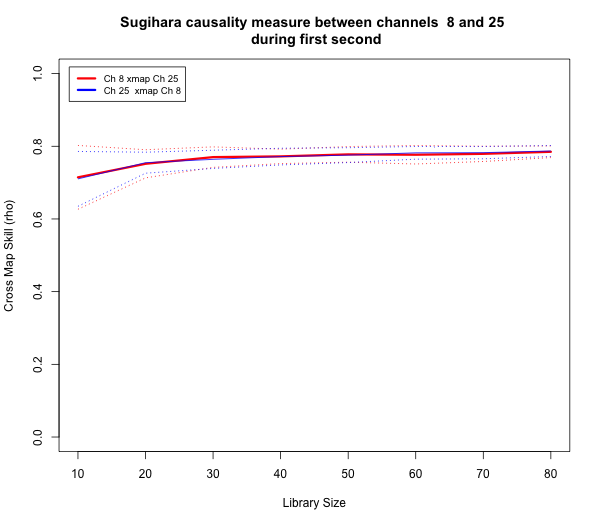 Sugihara causality measure between channels  8 and 25
during first second
Ch 8 xmap Ch 25
Ch 25  xmap Ch 8
Cross Map Skill (rho)
1.0
0.8
0.6
0.4
0.2
0.0
10 20 30 40 50 60 70 80
Library Size